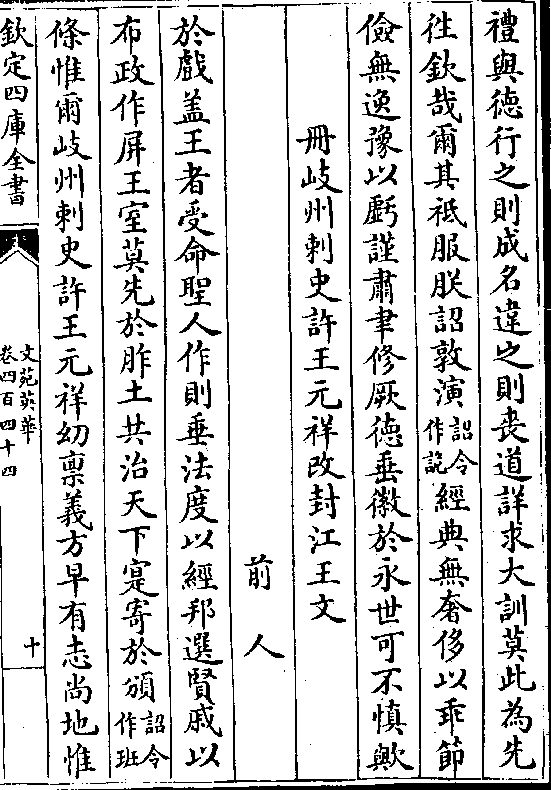 禮與德行之則成名違之則丧道詳求大訓莫此為先
徃欽哉爾其祗服朕詔敦演詔令作説經典無奢侈以乖節
儉無逸豫以虧謹肅聿修厥德垂徽於永世可不慎歟
冊岐州刺史許王元祥改封江王文
前人
於戲盖王者受命聖人作則垂法度以經邦選賢戚以
布政作屏王室莫先於胙土共治天下寔寄於頒詔令作班
條惟爾岐州刺史許王元祥幼禀義方早有志尚地惟
欽定四庫全書
文苑英華
卷四百四十四
十